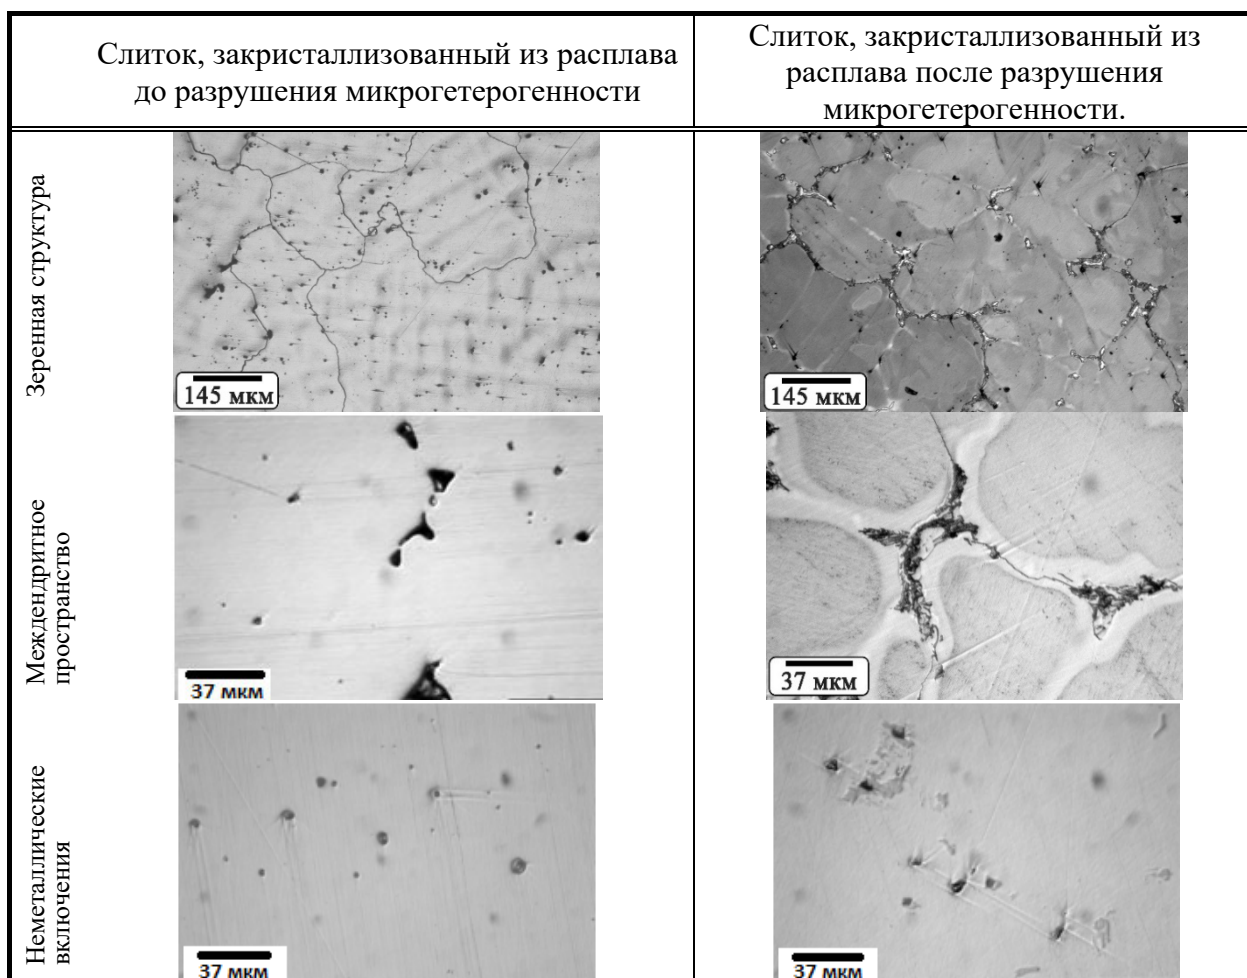 Слиток, закристаллизованный из расплава
до разрушения микрогетерогенности
Слиток, закристаллизованный из
расплава после разрушения
микрогетерогенности.
Зеренная структура
145 мкм
145 мкм
Междендритное
пространство
37 мкм
37 мкм
Неметаллические
включения
37 мкм
37 мкм